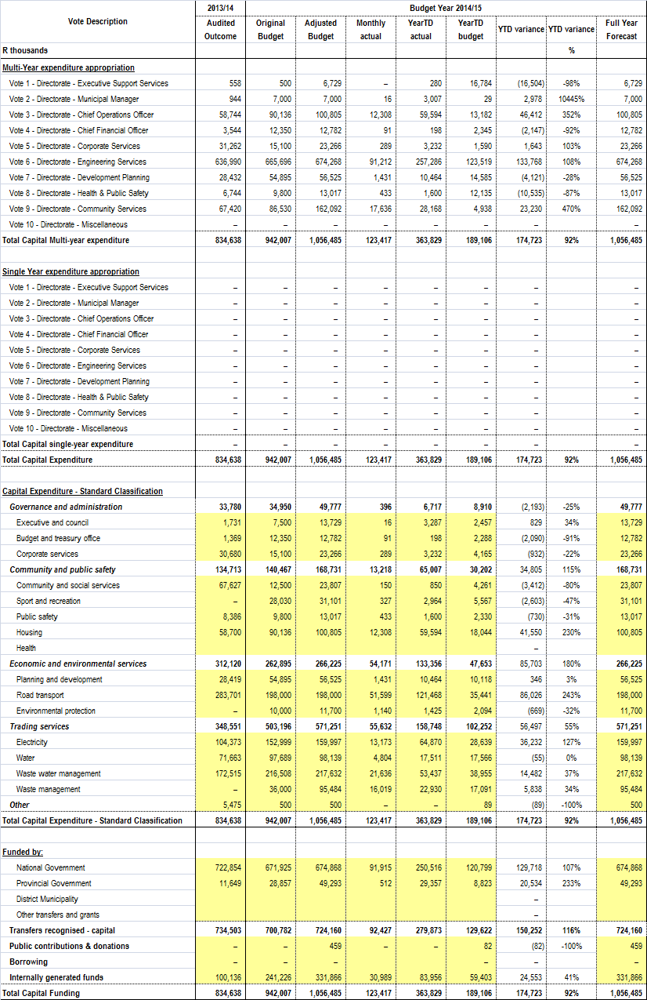 Vote Description 2013/14 Budget Year 2014/15
Audited Outcome Original Budget Adjusted Budget Monthly actual YearTD actual YearTD budget YTD variance YTD variance Full Year Forecast
R thousands %
Multi-Year expenditure appropriation
Vote 1 - Directorate - Executive Support Services 558 500 6,729 – 280 16,784 (16,504) -98% 6,729
Vote 2 - Directorate - Municipal Manager 944 7,000 7,000 16 3,007 29 2,978 10445% 7,000
Vote 3 - Directorate - Chief Operations Officer 58,744 90,136 100,805 12,308 59,594 13,182 46,412 352% 100,805
Vote 4 - Directorate - Chief Financial Officer 3,544 12,350 12,782 91 198 2,345 (2,147) -92% 12,782
Vote 5 - Directorate - Corporate Services 31,262 15,100 23,266 289 3,232 1,590 1,643 103% 23,266
Vote 6 - Directorate - Engineering Services 636,990 665,696 674,268 91,212 257,286 123,519 133,768 108% 674,268
Vote 7 - Directorate - Development Planning 28,432 54,895 56,525 1,431 10,464 14,585 (4,121) -28% 56,525
Vote 8 - Directorate - Health & Public Safety 6,744 9,800 13,017 433 1,600 12,135 (10,535) -87% 13,017
Vote 9 - Directorate - Community Services 67,420 86,530 162,092 17,636 28,168 4,938 23,230 470% 162,092
Vote 10 - Directorate - Miscellaneous – – – – – – – –
Total Capital Multi-year expenditure 834,638 942,007 1,056,485 123,417 363,829 189,106 174,723 92% 1,056,485
Single Year expenditure appropriation
Vote 1 - Directorate - Executive Support Services – – – – – – – –
Vote 2 - Directorate - Municipal Manager – – – – – – – –
Vote 3 - Directorate - Chief Operations Officer – – – – – – – –
Vote 4 - Directorate - Chief Financial Officer – – – – – – – –
Vote 5 - Directorate - Corporate Services – – – – – – – –
Vote 6 - Directorate - Engineering Services – – – – – – – –
Vote 7 - Directorate - Development Planning – – – – – – – –
Vote 8 - Directorate - Health & Public Safety – – – – – – – –
Vote 9 - Directorate - Community Services – – – – – – – –
Vote 10 - Directorate - Miscellaneous – – – – – – – –
Total Capital single-year expenditure – – – – – – – –
Total Capital Expenditure 834,638 942,007 1,056,485 123,417 363,829 189,106 174,723 92% 1,056,485
Capital Expenditure - Standard Classification
Governance and administration 33,780 34,950 49,777 396 6,717 8,910 (2,193) -25% 49,777
Executive and council 1,731 7,500 13,729 16 3,287 2,457 829 34% 13,729
Budget and treasury office 1,369 12,350 12,782 91 198 2,288 (2,090) -91% 12,782
Corporate services 30,680 15,100 23,266 289 3,232 4,165 (932) -22% 23,266
Community and public safety 134,713 140,467 168,731 13,218 65,007 30,202 34,805 115% 168,731
Community and social services 67,627 12,500 23,807 150 850 4,261 (3,412) -80% 23,807
Sport and recreation – 28,030 31,101 327 2,964 5,567 (2,603) -47% 31,101
Public safety 8,386 9,800 13,017 433 1,600 2,330 (730) -31% 13,017
Housing 58,700 90,136 100,805 12,308 59,594 18,044 41,550 230% 100,805
Health –
Economic and environmental services 312,120 262,895 266,225 54,171 133,356 47,653 85,703 180% 266,225
Planning and development 28,419 54,895 56,525 1,431 10,464 10,118 346 3% 56,525
Road transport 283,701 198,000 198,000 51,599 121,468 35,441 86,026 243% 198,000
Environmental protection – 10,000 11,700 1,140 1,425 2,094 (669) -32% 11,700
Trading services 348,551 503,196 571,251 55,632 158,748 102,252 56,497 55% 571,251
Electricity 104,373 152,999 159,997 13,173 64,870 28,639 36,232 127% 159,997
Water 71,663 97,689 98,139 4,804 17,511 17,566 (55) 0% 98,139
Waste water management 172,515 216,508 217,632 21,636 53,437 38,955 14,482 37% 217,632
Waste management – 36,000 95,484 16,019 22,930 17,091 5,838 34% 95,484
Other 5,475 500 500 – – 89 (89) -100% 500
Total Capital Expenditure - Standard Classification 834,638 942,007 1,056,485 123,417 363,829 189,106 174,723 92% 1,056,485
Funded by:
National Government 722,854 671,925 674,868 91,915 250,516 120,799 129,718 107% 674,868
Provincial Government 11,649 28,857 49,293 512 29,357 8,823 20,534 233% 49,293
District Municipality –
Other transfers and grants –
Transfers recognised - capital 734,503 700,782 724,160 92,427 279,873 129,622 150,252 116% 724,160
Public contributions & donations – – 459 – – 82 (82) -100% 459
Borrowing – – – – – –
Internally generated funds 100,136 241,226 331,866 30,989 83,956 59,403 24,553 41% 331,866
Total Capital Funding 834,638 942,007 1,056,485 123,417 363,829 189,106 174,723 92% 1,056,485